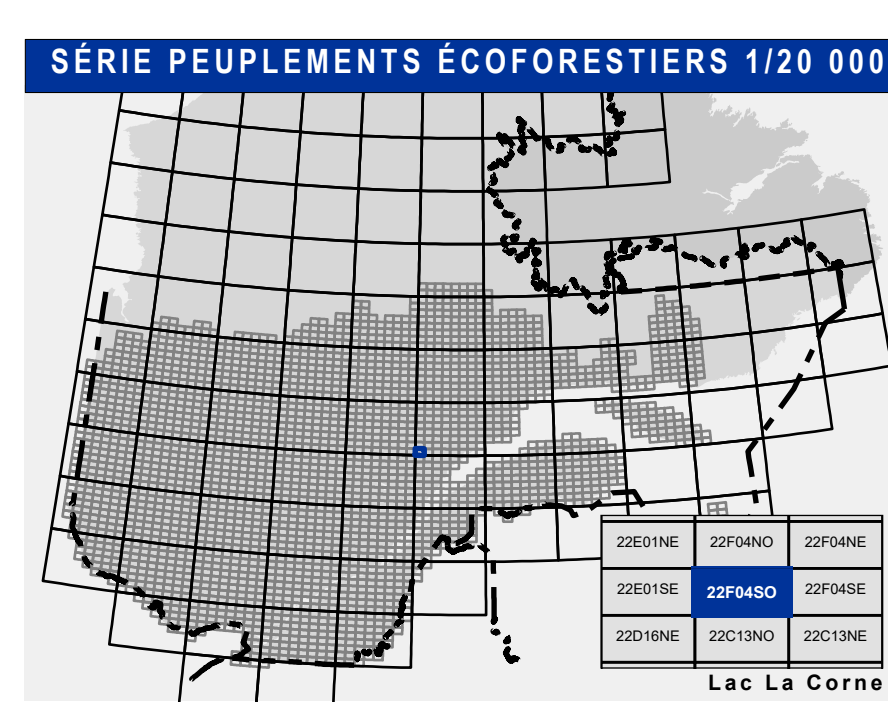 SÉRIE PEUPLEMENTS ÉCOFORESTIERS 1/20 000
22E01NE 22F04NO 22F04NE
22E01SE 22F04SO 22F04SE
22D16NE 22C13NO 22C13NE
Lac La Corne